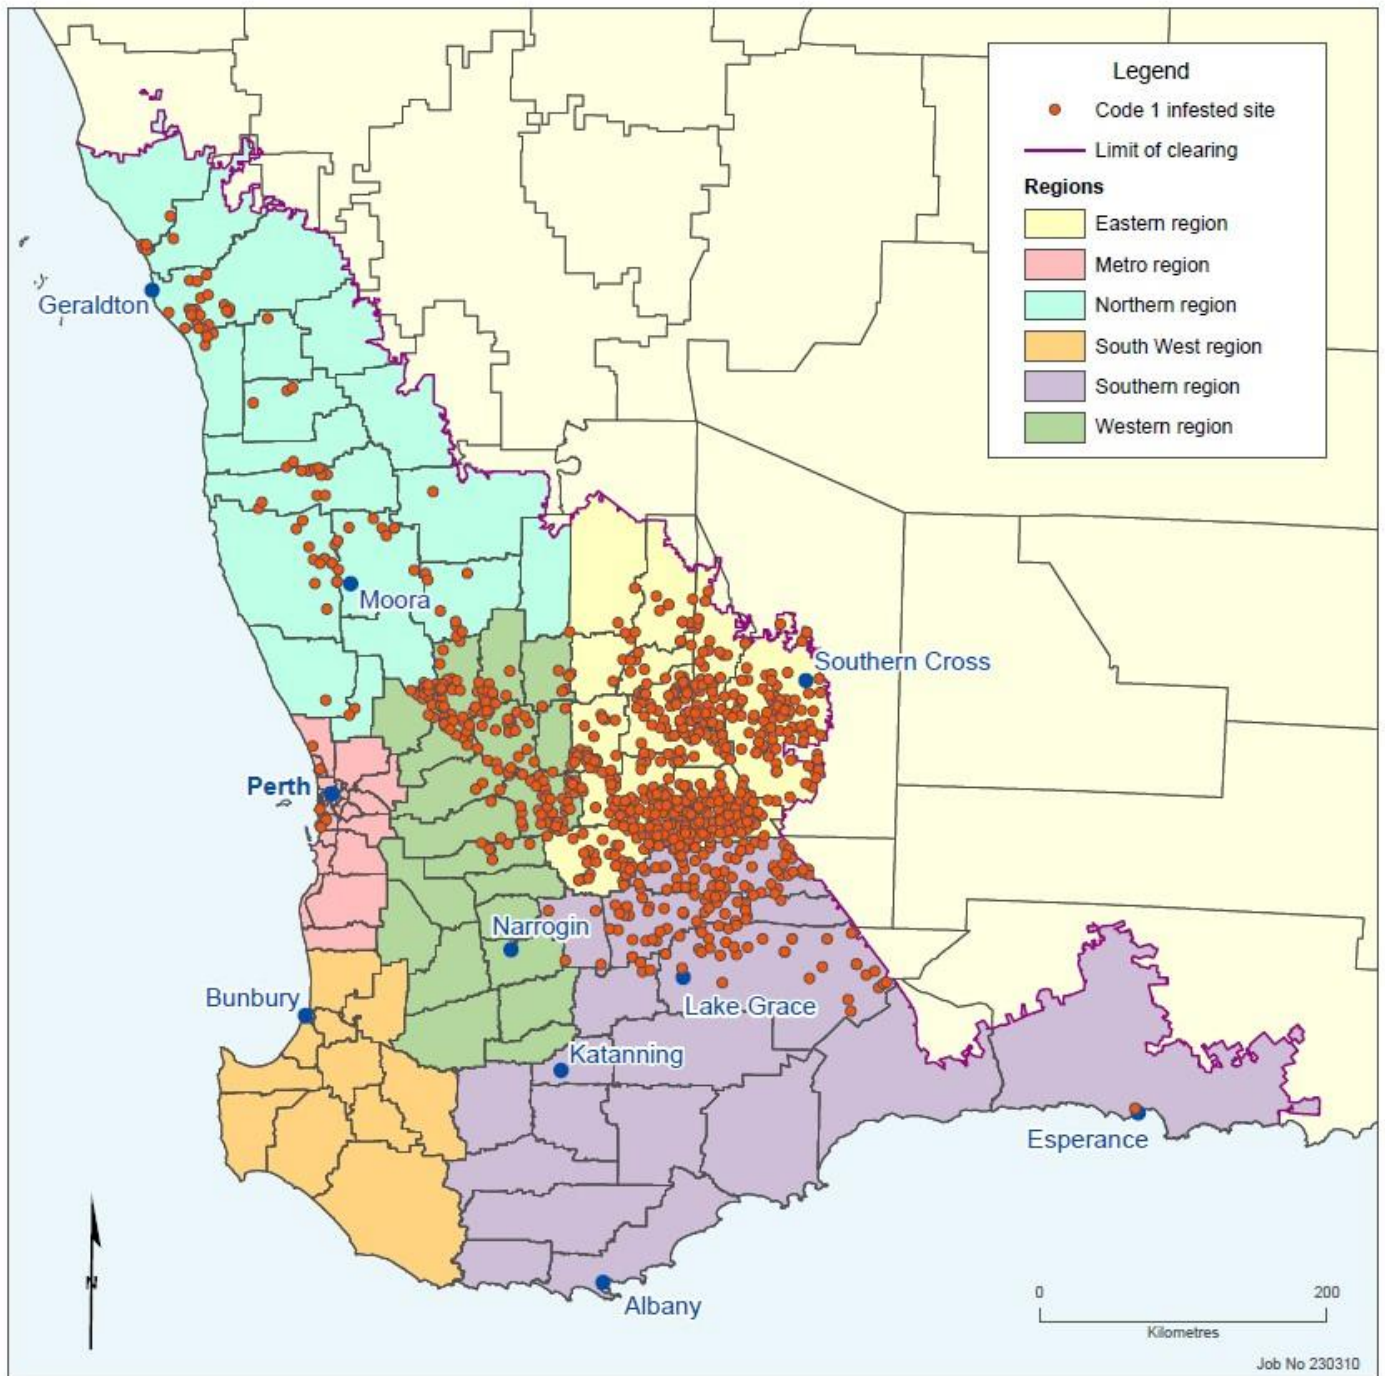 Legend
Code 1 infested site
Limit of clearing
Regions
Eastern region
Metro region
Northern region
South West region
Southern region
Western region
Geraldton
Moora
Southern Cross
Perth
Narrogin
Bunbury
Lake Grace
Katanning
Esperance
Albany
N
0 200
Kilometres
Job No 230310